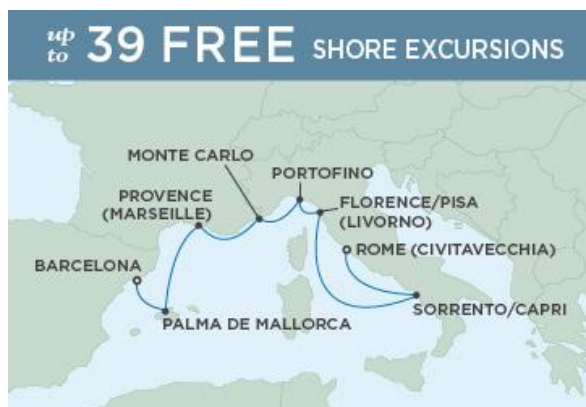 up to 39 FREE SHORE EXCURSIONS
MONTE CARLO
PORTOFINO
PROVENCE
(MARSEILLE)
FLORENCE/PISA
(LIVORNO)
BARCELONA
ROME (CIVITAVECCHIA)
PALMA DE MALLORCA
SORRENTO/CAPRI